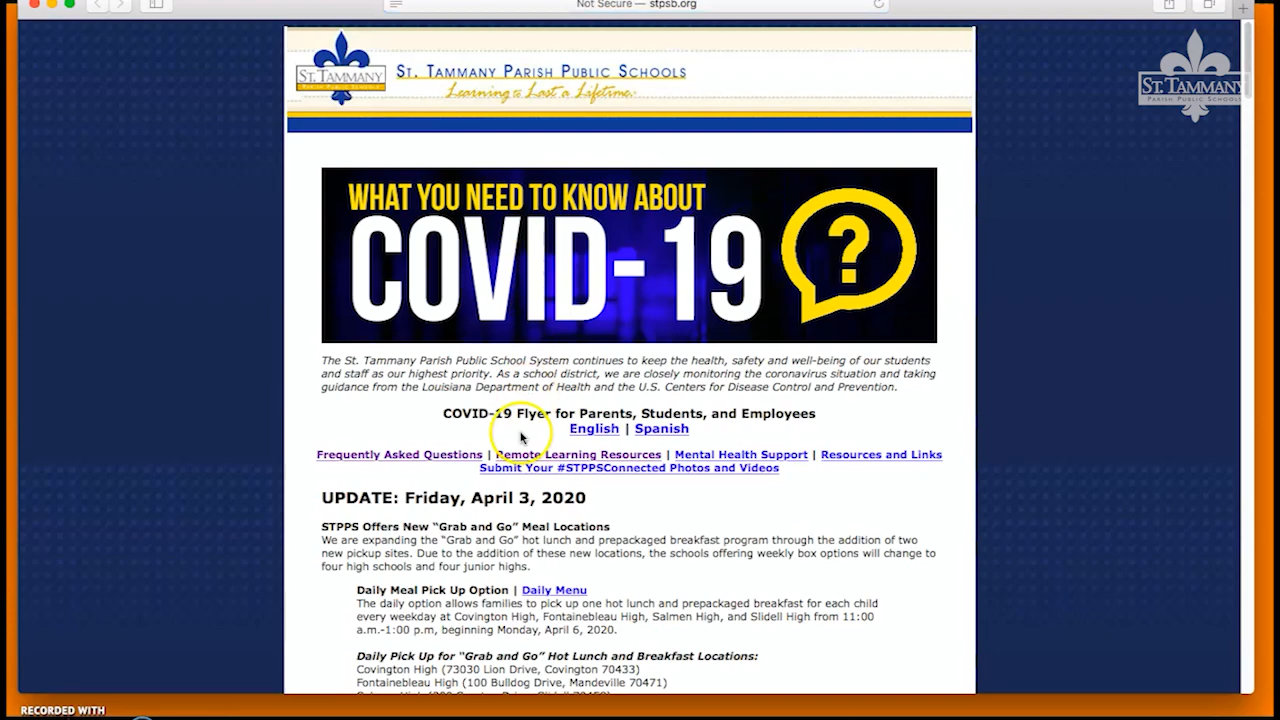 Not Secure — stpsb.org
ST. TAMMANY
PARISH PUBLIC SCHOOLS
ST. TAMMANY PARISH PUBLIC SCHOOLS
Learning to Last a Lifetime.
ST. TAMMANY
PARISH PUBLIC SCHOOLS
WHAT YOU NEED TO KNOW ABOUT
COVID-19
?
The St. Tammany Parish Public School System continues to keep the health, safety and well-being of our students
and staff as our highest priority. As a school district, we are closely monitoring the coronavirus situation and taking
guidance from the Louisiana Department of Health and the U.S. Centers for Disease Control and Prevention.
COVID-19 Flyer for Parents, Students, and Employees
English | Spanish
Frequently Asked Questions | Remote Learning Resources | Mental Health Support | Resources and Links
Submit Your #STPPSConnected Photos and Videos
UPDATE: Friday, April 3, 2020
STPPS Offers New “Grab and Go” Meal Locations
We are expanding the “Grab and Go” hot lunch and prepackaged breakfast program through the addition of two
new pickup sites. Due to the addition of these new locations, the schools offering weekly box options will change to
four high schools and four junior highs.
Daily Meal Pick Up Option | Daily Menu
The daily option allows families to pick up one hot lunch and prepackaged breakfast for each child
every weekday at Covington High, Fontainebleau High, Salmen High, and Slidell High from 11:00
a.m.-1:00 p.m, beginning Monday, April 6, 2020.
Daily Pick Up for “Grab and Go” Hot Lunch and Breakfast Locations:
Covington High (73030 Lion Drive, Covington 70433)
Fontainebleau High (100 Bulldog Drive, Mandeville 70471)
RECORDED WITH